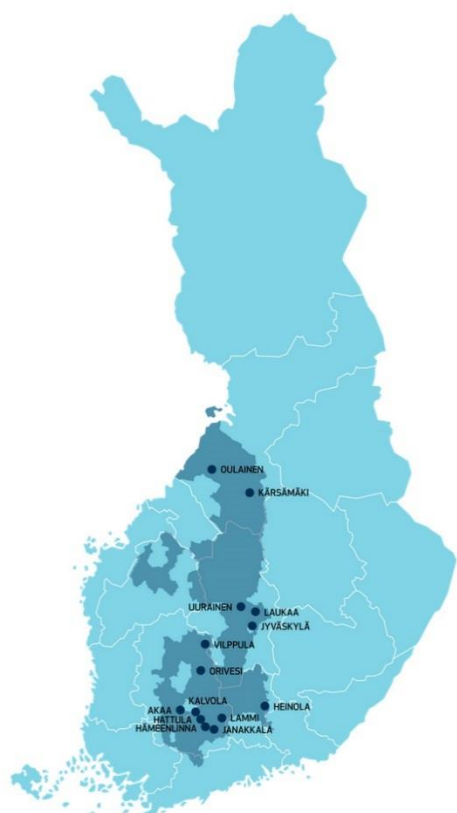 OULAINEN
KÄRSÄMÄKI
UURAINEN
LAUKAA
JYVÄSKYLÄ
VILPPULA
ORIVESI
KALVOLA
HEINOLA
AKAA
HATTULA
LAMMI
HÄMEENLINNA
JANAKKALA